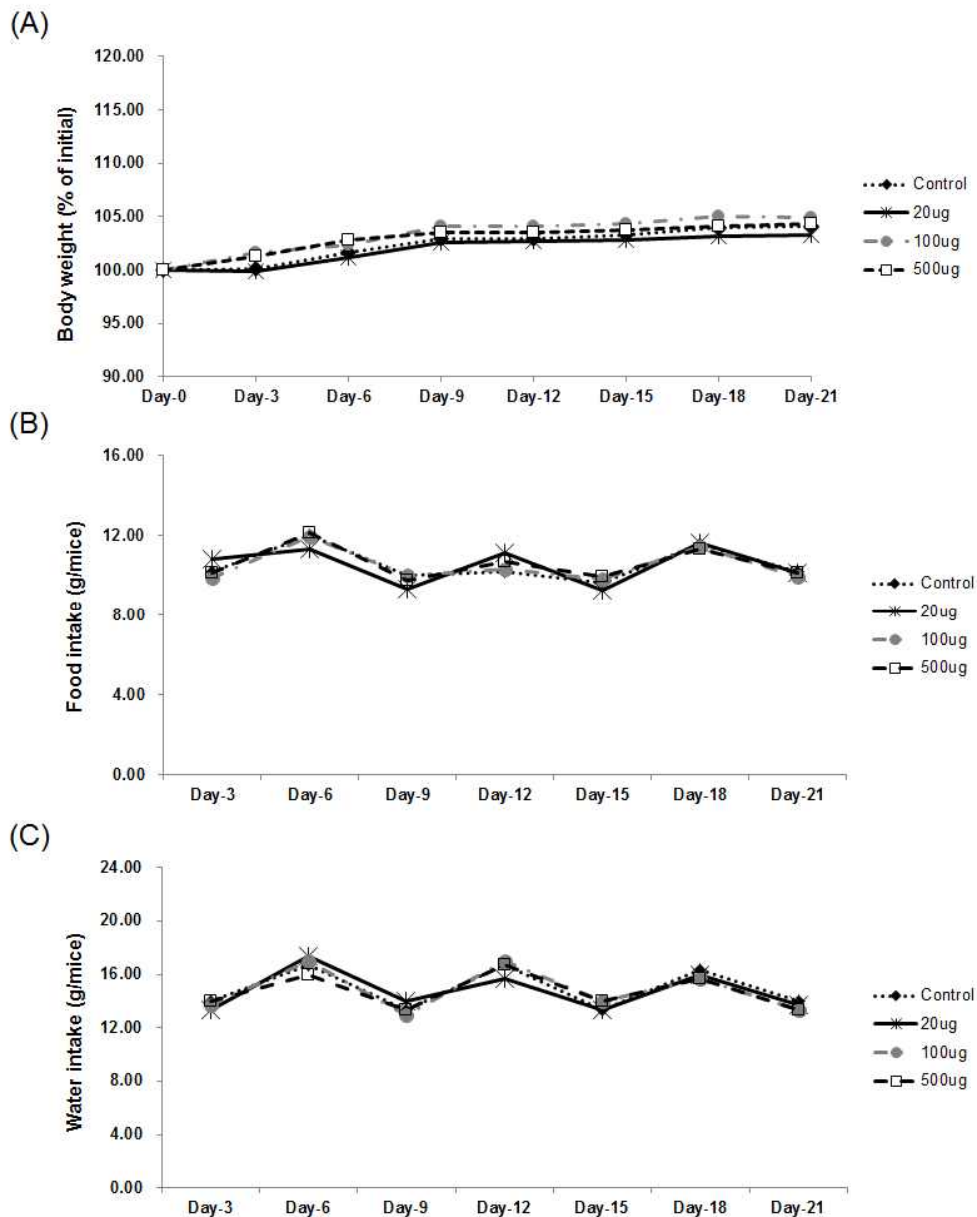 (A)
Body weight (% of initial)
120.00
115.00
110.00
105.00
100.00
95.00
90.00
Day-0 Day-3 Day-6 Day-9 Day-12 Day-15 Day-18 Day-21
Control
20ug
100ug
500ug
(B)
Food intake (g/mice)
16.00
12.00
8.00
4.00
0.00
Day-3 Day-6 Day-9 Day-12 Day-15 Day-18 Day-21
Control
20ug
100ug
500ug
(C)
Water intake (g/mice)
24.00
20.00
16.00
12.00
8.00
4.00
0.00
Day-3 Day-6 Day-9 Day-12 Day-15 Day-18 Day-21
Control
20ug
100ug
500ug